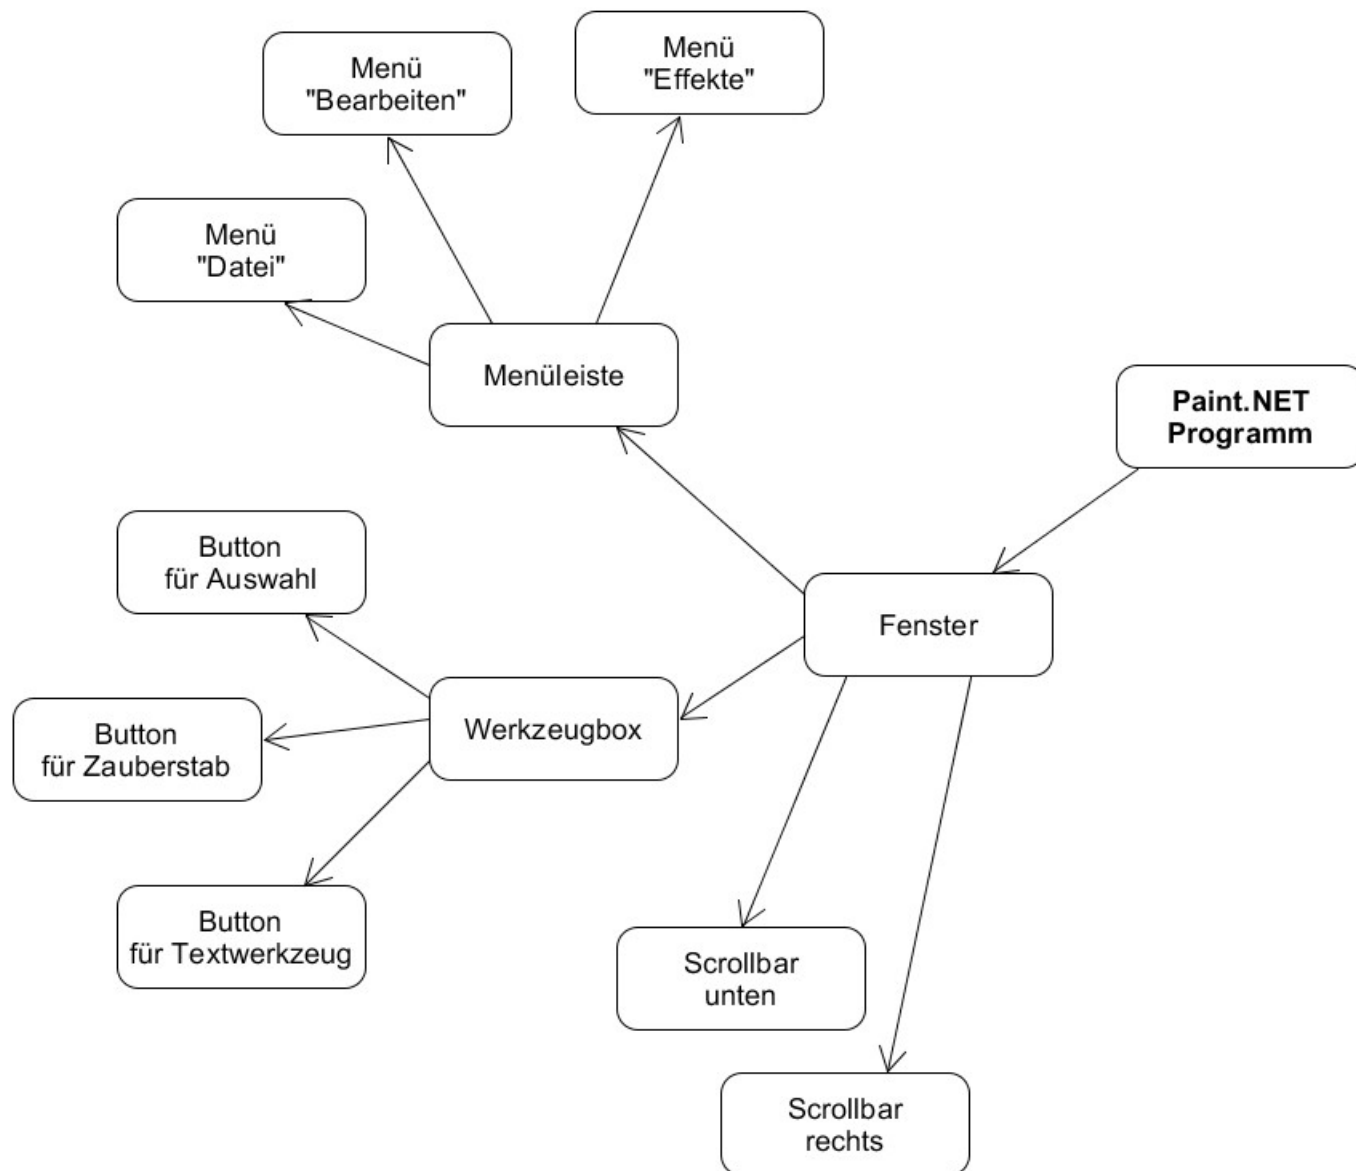 Menü
"Effekte"
Menü
"Bearbeiten"
Menü
"Datei"
Menüleiste
Paint.NET
Programm
Button
für Auswahl
Fenster
Button
für Zauberstab
Werkzeugbox
Button
für Textwerkzeug
Scrollbar
unten
Scrollbar
rechts